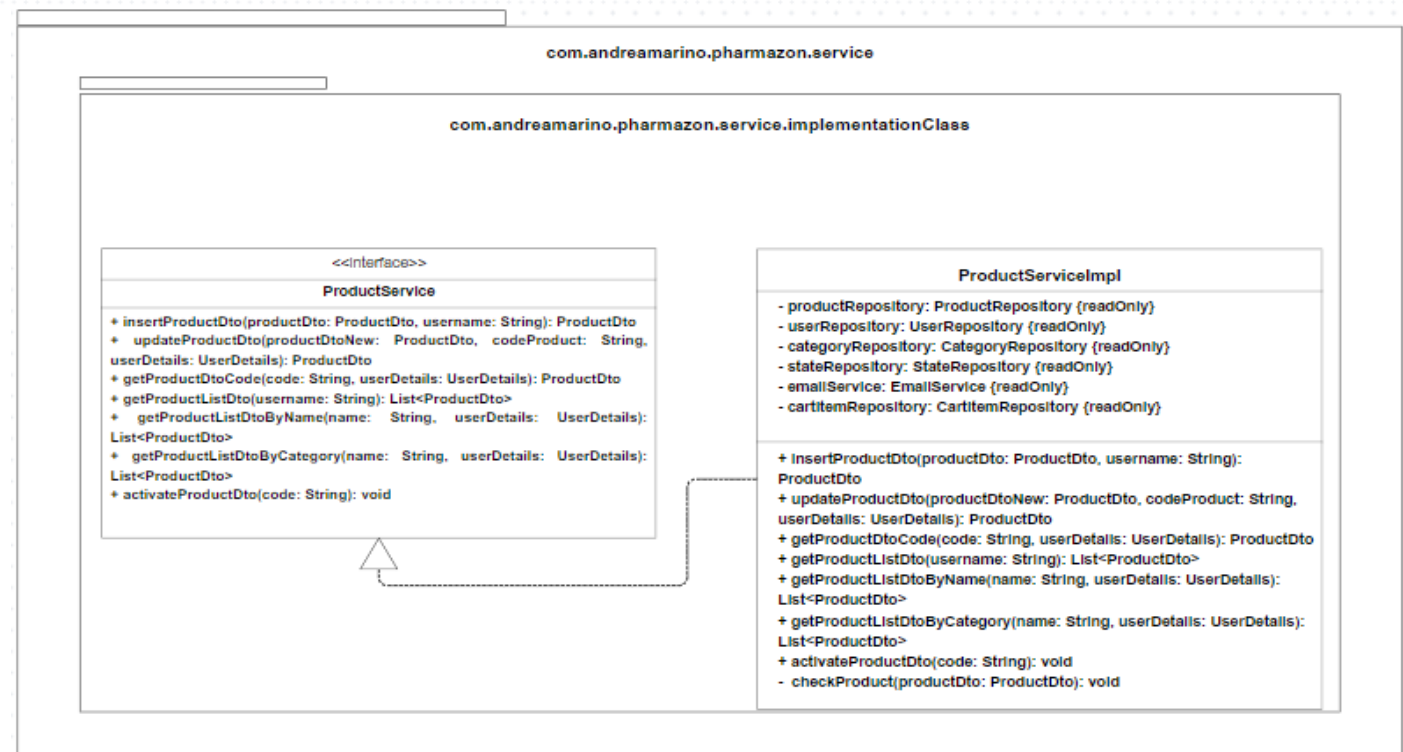 com.andreamarino.pharmazon.service
com.andreamarino.pharmazon.service.implementationClass
<<interface>>
ProductService
+ insertProductDto(productDto: ProductDto, username: String): ProductDto
+ updateProductDto(productDtoNew: ProductDto, codeProduct: String,
userDetails: UserDetails): ProductDto
+ getProductDtoCode(code: String, userDetails: UserDetails): ProductDto
+ getProductListDto(username: String): List<ProductDto>
+ getProductListDtoByName(name: String, userDetails: UserDetails):
List<ProductDto>
+ getProductListDtoByCategory(name: String, userDetails: UserDetails):
List<ProductDto>
+ activateProductDto(code: String): void
ProductServiceImpl
- productRepository: ProductRepository {readOnly}
- userRepository: UserRepository {readOnly}
- categoryRepository: CategoryRepository {readOnly}
- stateRepository: StateRepository {readOnly}
- emailService: EmailService {readOnly}
- cartItemRepository: CartItemRepository {readOnly}
+ insertProductDto(productDto: ProductDto, username: String):
ProductDto
+ updateProductDto(productDtoNew: ProductDto, codeProduct: String,
userDetails: UserDetails): ProductDto
+ getProductDtoCode(code: String, userDetails: UserDetails): ProductDto
+ getProductListDto(username: String): List<ProductDto>
+ getProductListDtoByName(name: String, userDetails: UserDetails):
List<ProductDto>
+ getProductListDtoByCategory(name: String, userDetails: UserDetails):
List<ProductDto>
+ activateProductDto(code: String): void
- checkProduct(productDto: ProductDto): void